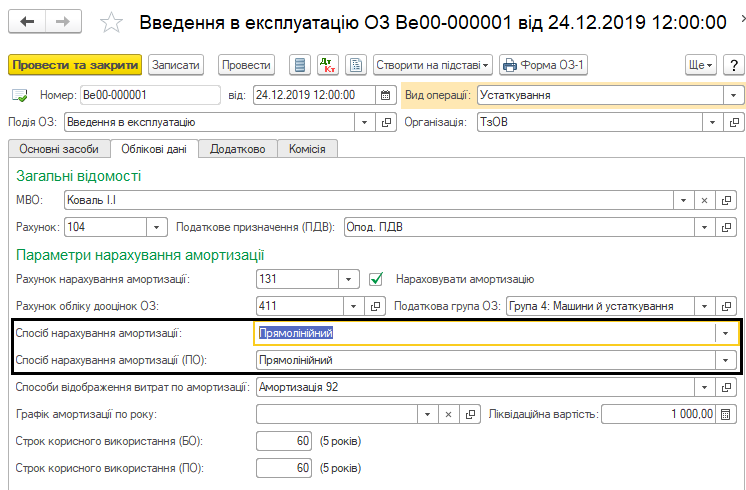 Введення в експлуатацію ОЗ Ве00-000001 від 24.12.2019 12:00:00
Провести та закрити Записати Провести Дт Кт Створити на підставі Форма ОЗ-1 Ще ?
Номер: Ве00-000001 від: 24.12.2019 12:00:00 Вид операції: Устаткування
Подія ОЗ: Введення в експлуатацію Організація: ТзОВ
Основні засоби Облікові дані Додатково Комісія
Загальні відомості
МВО: Коваль І.І
Рахунок: 104 Податкове призначення (ПДВ): Опод. ПДВ
Параметри нарахування амортизації
Рахунок нарахування амортизації: 131 Нараховувати амортизацію
Рахунок обліку дооцінок ОЗ: 411 Податкова група ОЗ: Група 4: Машини й устаткування
Спосіб нарахування амортизації: Прямолінійний
Спосіб нарахування амортизації (ПО): Прямолінійний
Способи відображення витрат по амортизації: Амортизація 92
Графік амортизації по року: Ліквідаційна вартість: 1 000,00
Строк корисного використання (БО): 60 (5 років)
Строк корисного використання (ПО): 60 (5 років)